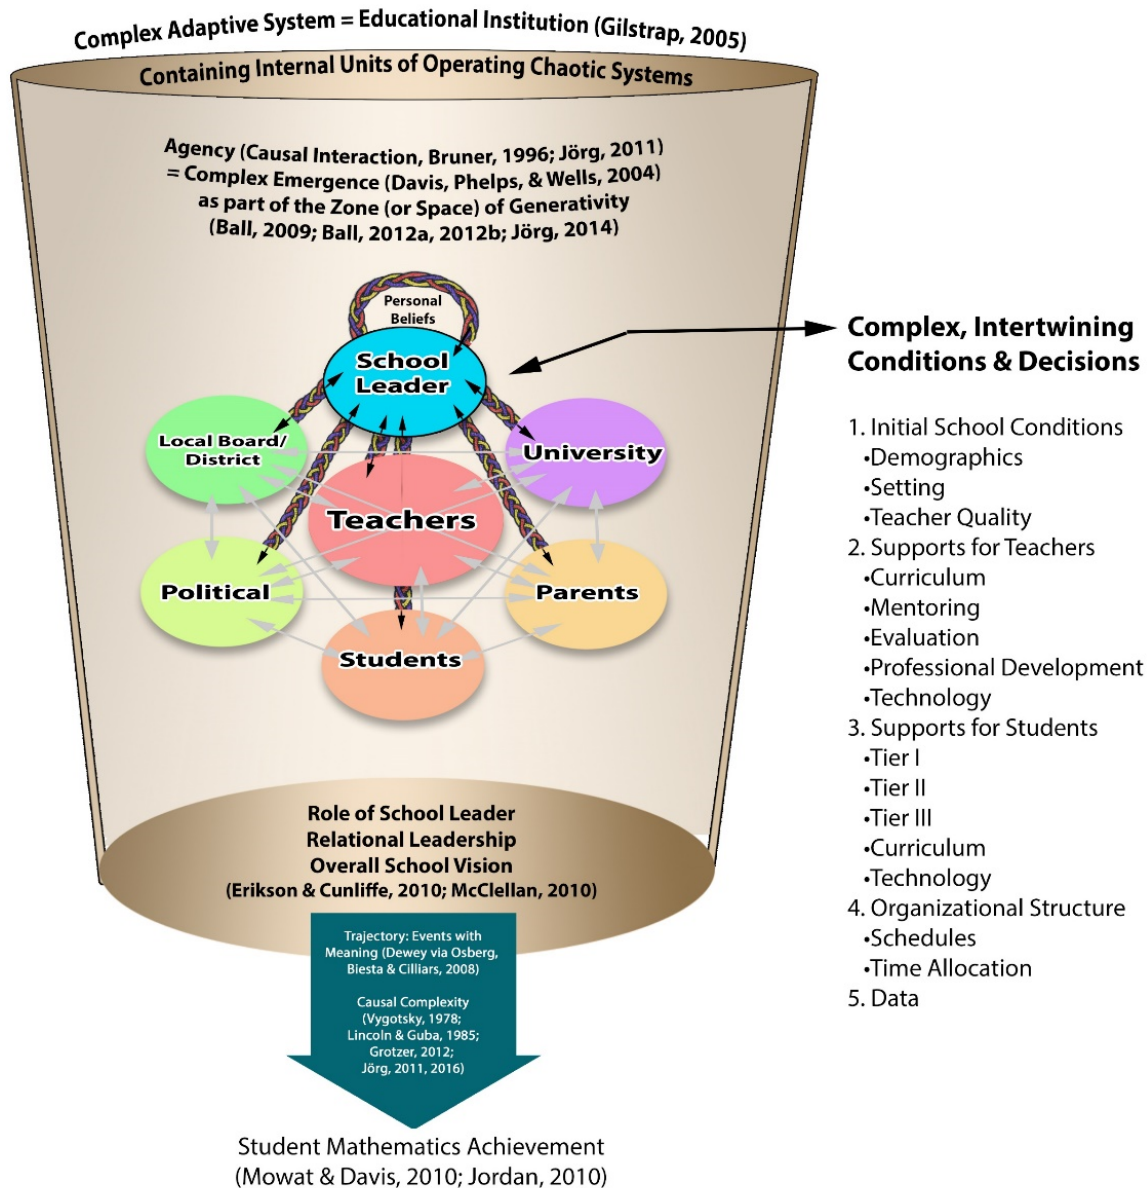 Complex Adaptive System = Educational Institution (Gilstrap, 2005)
Containing Internal Units of Operating Chaotic Systems
Agency (Causal Interaction, Bruner, 1996; Jörg, 2011)
= Complex Emergence (Davis, Phelps, & Wells, 2004)
as part of the Zone (or Space) of Generativity
(Ball, 2009; Ball, 2012a, 2012b; Jörg, 2014)
Personal
Beliefs
School
Leader
Local Board/
District
University
Teachers
Political
Parents
Students
Role of School Leader
Relational Leadership
Overall School Vision
(Erikson & Cunliffe, 2010; McClellan, 2010)
Trajectory: Events with
Meaning (Dewey via Osberg,
Biesta & Cilliars, 2008)
Causal Complexity
(Vygotsky, 1978;
Lincoln & Guba, 1985;
Grotzer, 2012;
Jörg, 2011, 2016)
Student Mathematics Achievement
(Mowat & Davis, 2010; Jordan, 2010)
Complex, Intertwining
Conditions & Decisions
1. Initial School Conditions
•Demographics
•Setting
•Teacher Quality
2. Supports for Teachers
•Curriculum
•Mentoring
•Evaluation
•Professional Development
•Technology
3. Supports for Students
•Tier I
•Tier II
•Tier III
•Curriculum
•Technology
4. Organizational Structure
•Schedules
•Time Allocation
5. Data